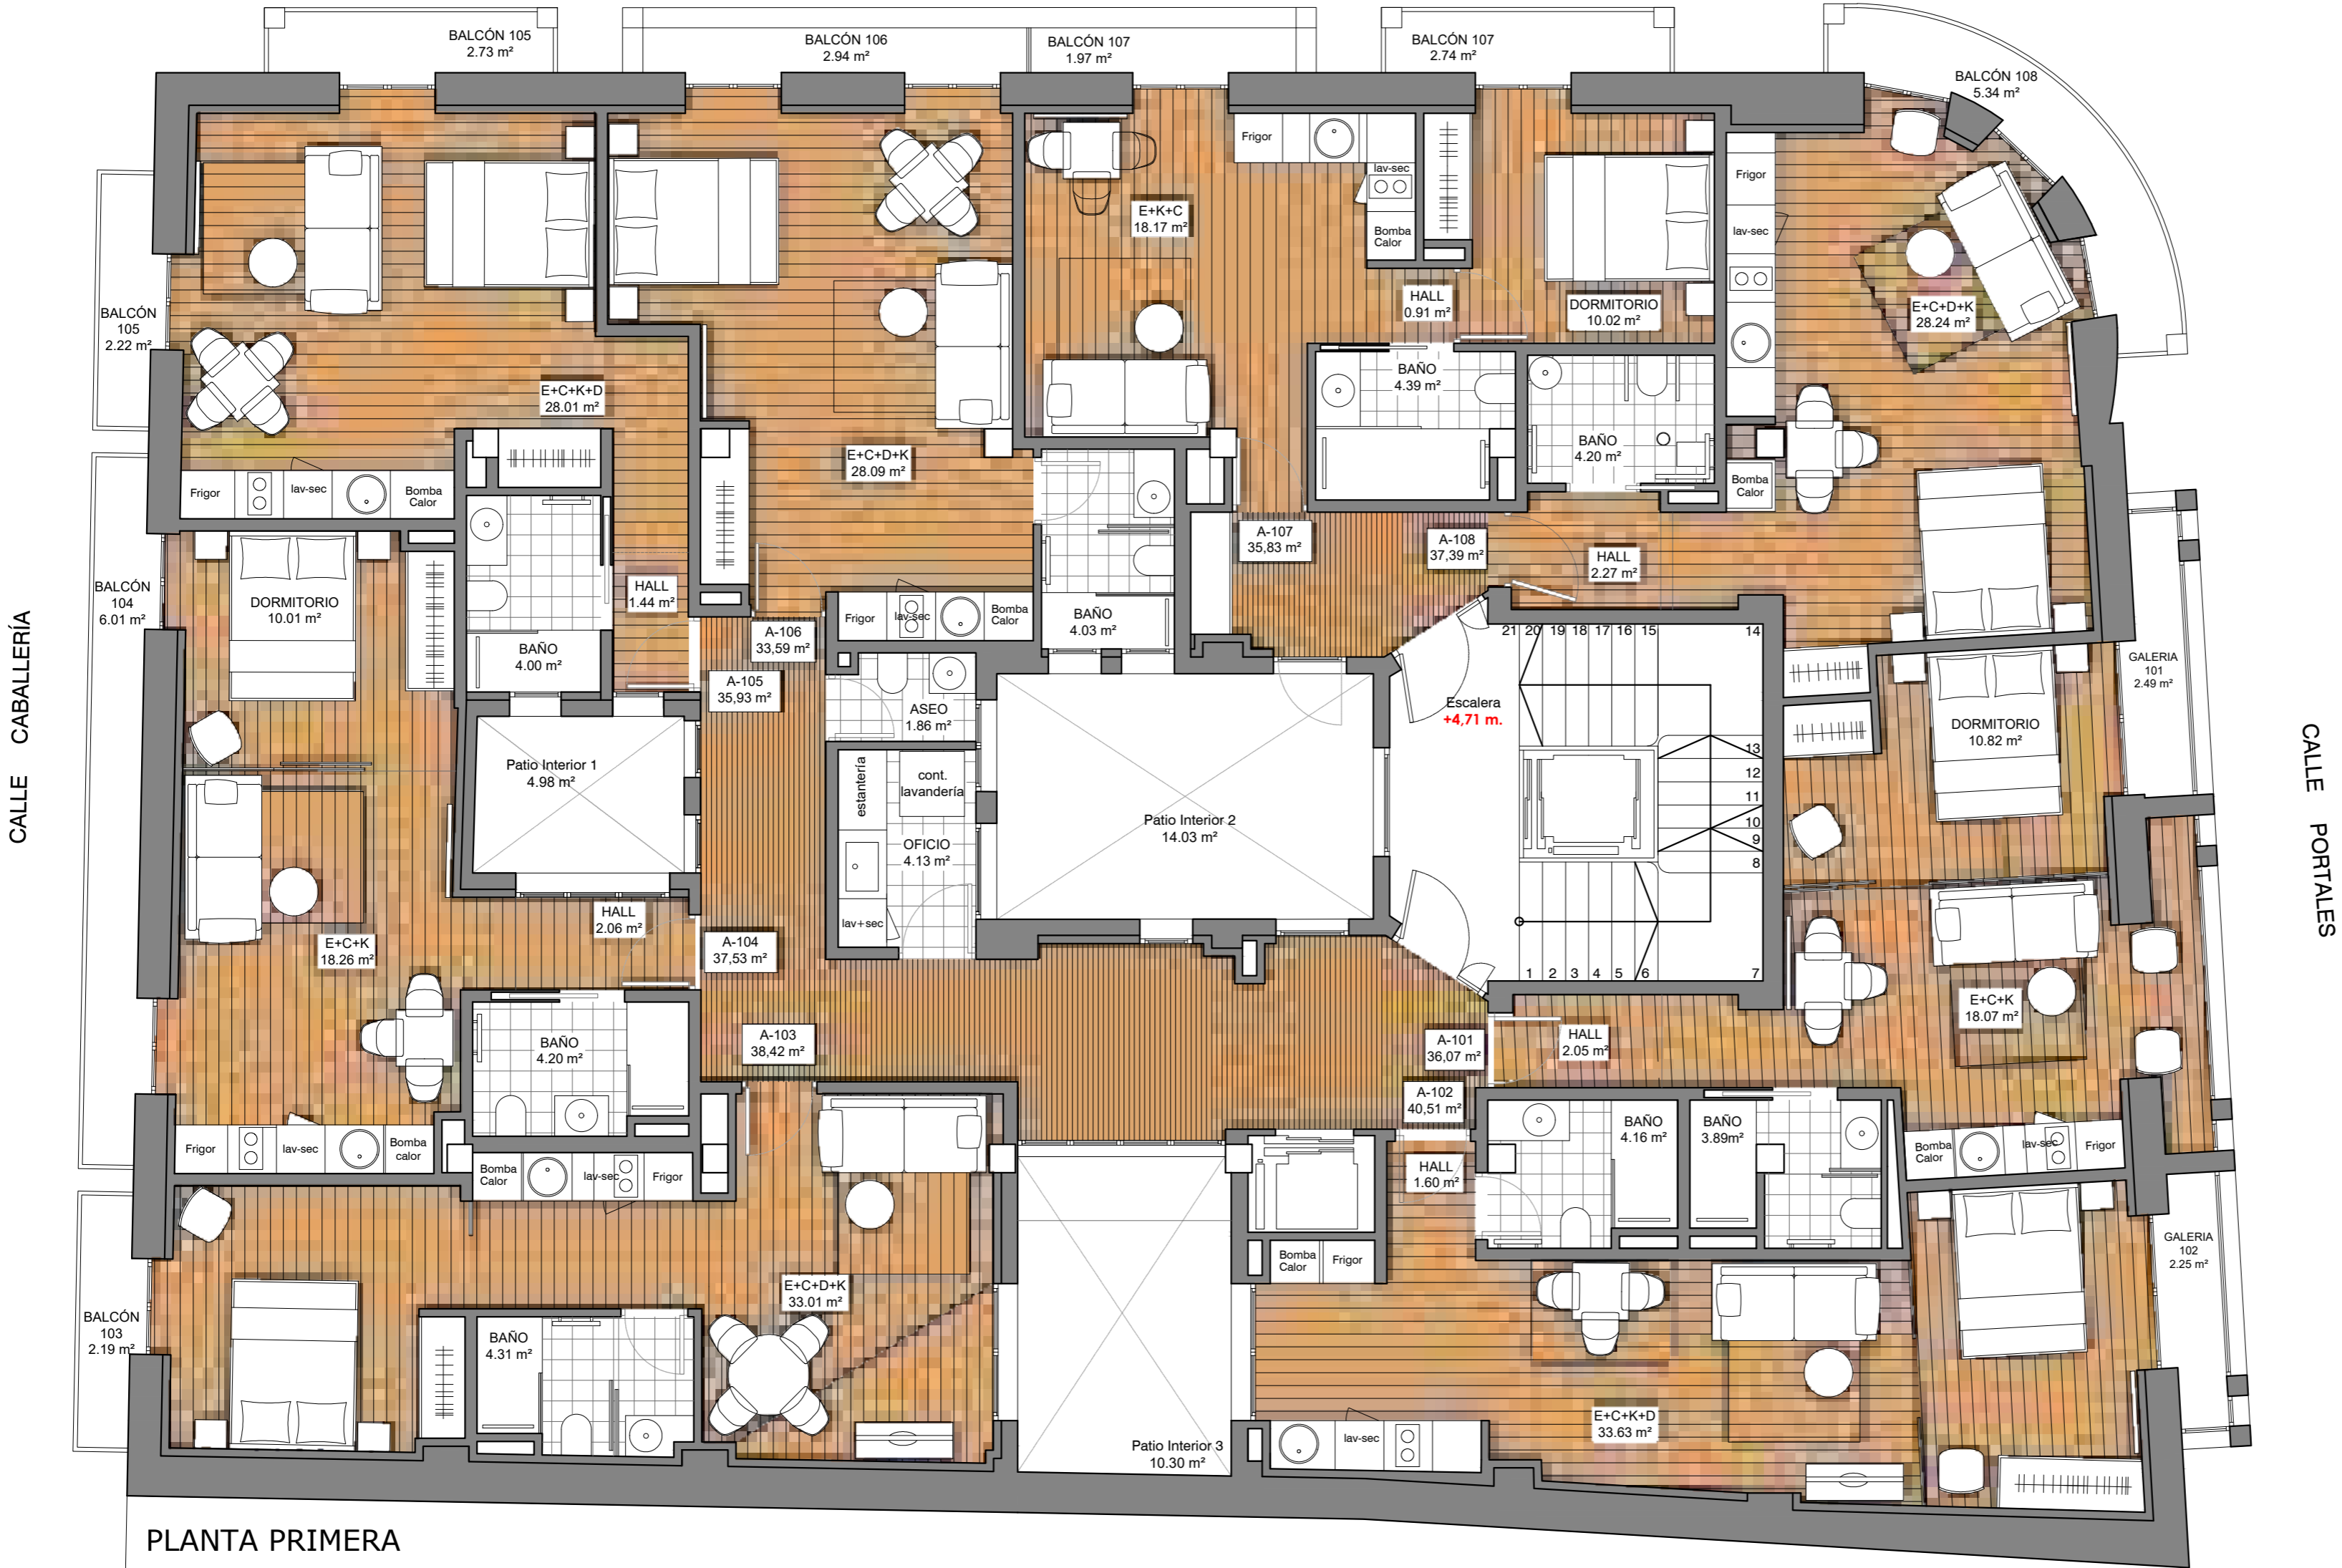 BALCÓN 105
2.73 m²
BALCÓN 106
2.94 m²
BALCÓN 107
1.97 m²
BALCÓN 107
2.74 m²
BALCÓN 108
5.34 m²
Frigor
lav-sec
Bomba
Calor
E+K+C
18.17 m²
HALL
0.91 m²
DORMITORIO
10.02 m²
Frigor
lav-sec
E+C+D+K
28.24 m²
Bomba
Calor
BALCÓN
105
2.22 m²
E+C+K+D
28.01 m²
Frigor
lav-sec
Bomba
Calor
E+C+D+K
28.09 m²
BAÑO
4.39 m²
BAÑO
4.20 m²
A-107
35,83 m²
A-108
37,39 m²
HALL
2.27 m²
BALCÓN
104
6.01 m²
DORMITORIO
10.01 m²
BAÑO
4.00 m²
HALL
1.44 m²
A-106
33,59 m²
A-105
35,93 m²
Frigor
lav-sec
Bomba
Calor
BAÑO
4.03 m²
ASEO
1.86 m²
Escalera
+4,71 m.
21
20
19
18
17
16
15
14
13
12
11
10
9
8
7
1
2
3
4
5
6
GALERIA
101
2.49 m²
DORMITORIO
10.82 m²
CALLE CABALLERÍA
CALLE PORTALES
Patio Interior 1
4.98 m²
estantería
cont.
lavandería
OFICIO
4.13 m²
lav+sec
Patio Interior 2
14.03 m²
E+C+K
18.26 m²
HALL
2.06 m²
A-104
37,53 m²
E+C+K
18.07 m²
BAÑO
4.20 m²
A-103
38,42 m²
A-101
36,07 m²
HALL
2.05 m²
A-102
40,51 m²
Frigor
lav-sec
Bomba
calor
Bomba
Calor
lav-sec
Frigor
HALL
1.60 m²
BAÑO
4.16 m²
BAÑO
3.89m²
Bomba
Calor
lav-sec
Frigor
Bomba
Calor
Frigor
GALERIA
102
2.25 m²
BALCÓN
103
2.19 m²
BAÑO
4.31 m²
E+C+D+K
33.01 m²
Patio Interior 3
10.30 m²
lav-sec
E+C+K+D
33.63 m²
PLANTA PRIMERA